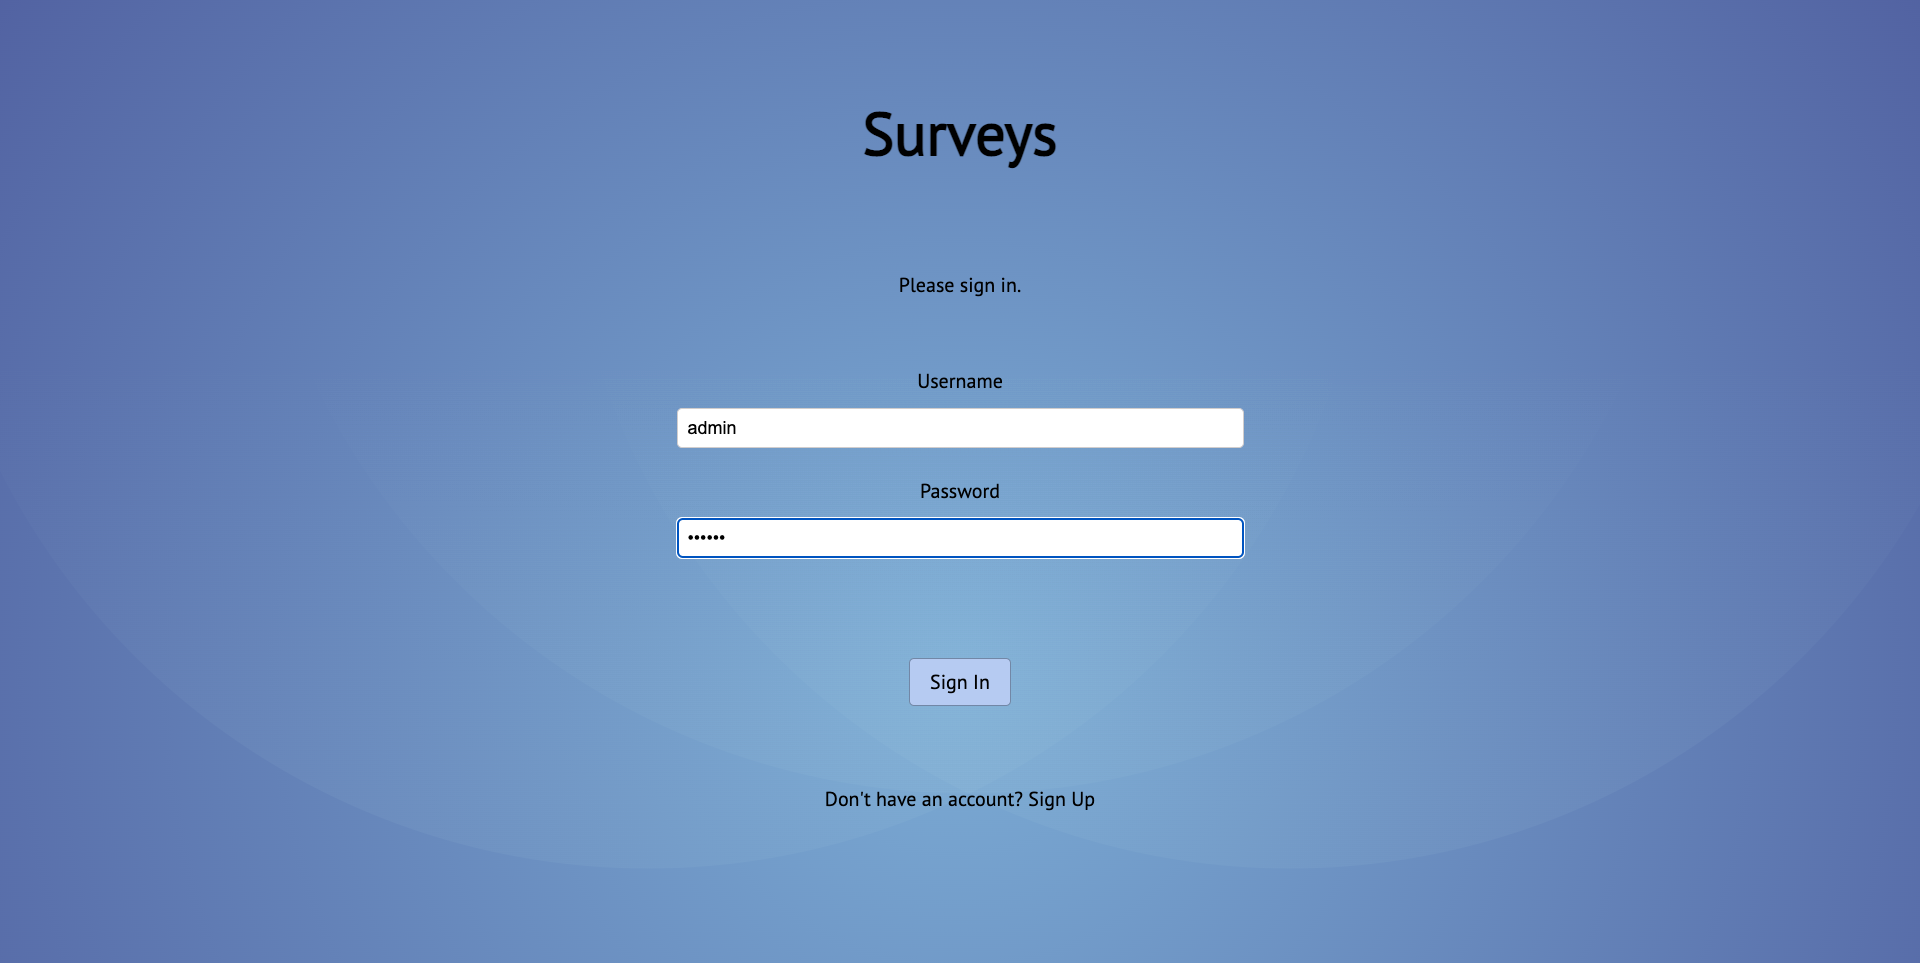 Surveys
Please sign in.
Username
admin
Password
••••••
Sign In
Don't have an account? Sign Up